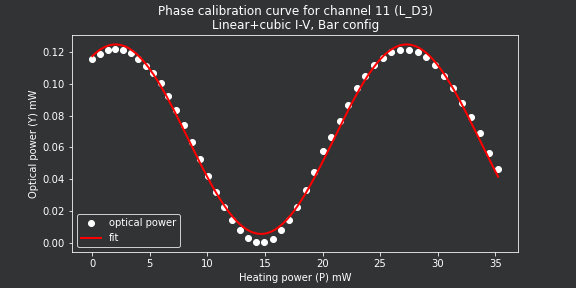 Phase calibration curve for channel 11 (L_D3)
Linear+cubic I-V, Bar config
Optical power (Y) mW
0.12
0.10
0.08
0.06
0.04
0.02
0.00
optical power
fit
0
5
10
15
20
25
30
35
Heating power (P) mW